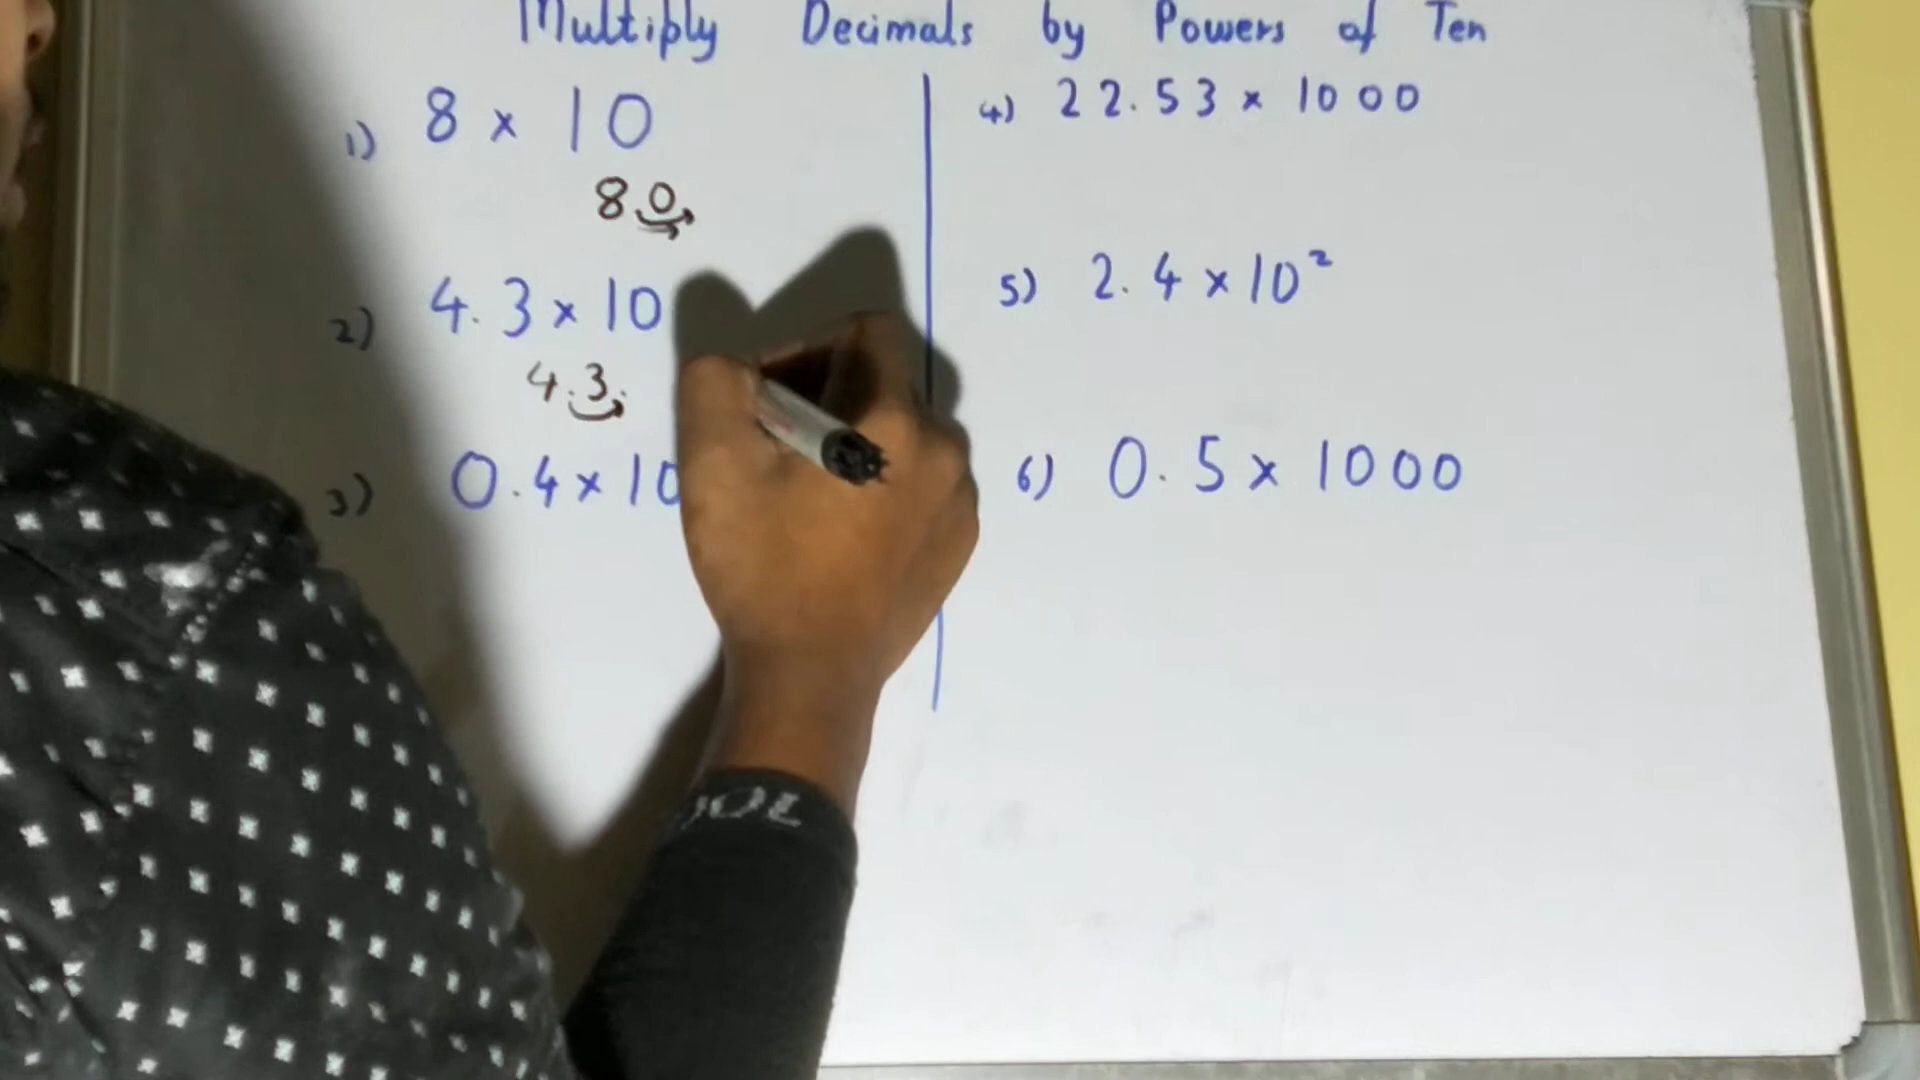 Multiply Decimals by Powers of Ten
1) 8 × 10
80
2) 4.3 × 10
4.3.
3) 0.4 × 10
4) 22.53 × 1000
5) 2.4 × 10²
6) 0.5 × 1000